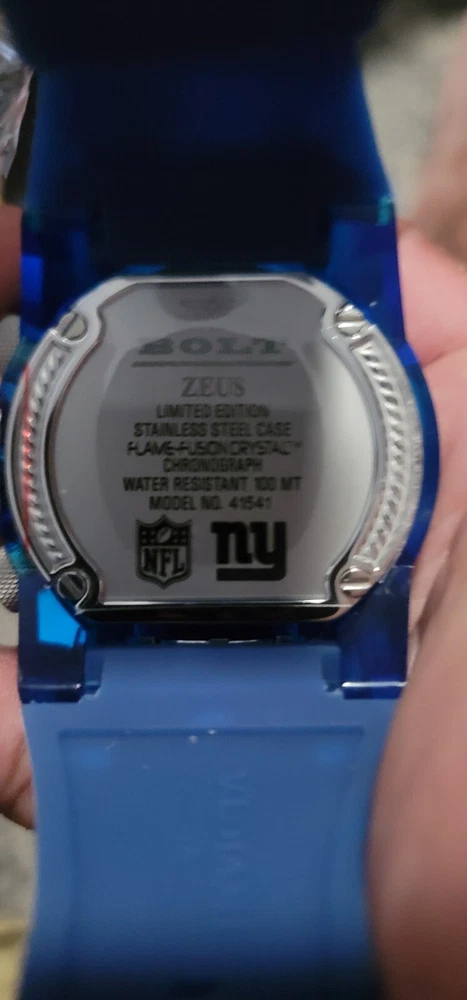 BOLT
ZEUS
LIMITED EDITION
STAINLESS STEEL CASE
FLAME-FUSION CRYSTAL™
CHRONOGRAPH
WATER RESISTANT 100 MT
MODEL NO. 41541
NFL
ny